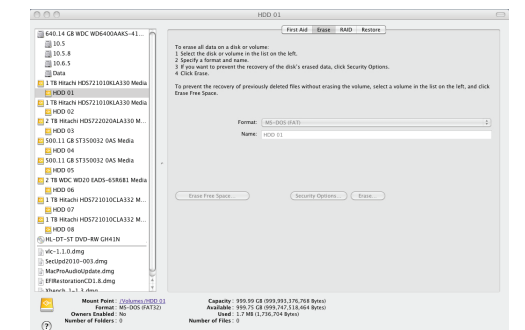 HDD 01
640.14 GB WDC WD6400AAKS-41...
10.5
10.5.8
10.6.5
Data
1 TB Hitachi HDS721010KLA330 Media
HDD 01
1 TB Hitachi HDS721010KLA330 Media
HDD 02
2 TB Hitachi HDS722020ALA330 M...
HDD 03
500.11 GB ST350032 0AS Media
HDD 04
500.11 GB ST350032 0AS Media
HDD 05
2 TB WDC WD20 EADS-65R6B1 Media
HDD 06
1 TB Hitachi HDS721010CLA332 M...
HDD 07
1 TB Hitachi HDS721010CLA332 M...
HDD 08
HL-DT-ST DVD-RW GH41N
vlc-1.1.0.dmg
SecUpd2010-003.dmg
MacProAudioUpdate.dmg
EFIRestorationCD1.8.dmg
Xbench_1-1.3.dmg
First Aid Erase RAID Restore
To erase all data on a disk or volume:
1 Select the disk or volume in the list on the left.
2 Specify a format and name.
3 If you want to prevent the recovery of the disk's erased data, click Security Options.
4 Click Erase.
To prevent the recovery of previously deleted files without erasing the volume, select a volume in the list on the left, and click
Erase Free Space.
Format: MS-DOS (FAT)
Name: HDD 01
Erase Free Space... Security Options... Erase...
Mount Point : /Volumes/HDD 01
Format : MS-DOS (FAT32)
Owners Enabled : No
Number of Folders : 0
Capacity : 999.99 GB (999,993,376,768 Bytes)
Available : 999.75 GB (999,747,518,464 Bytes)
Used : 1.7 MB (1,736,704 Bytes)
Number of Files : 0
?